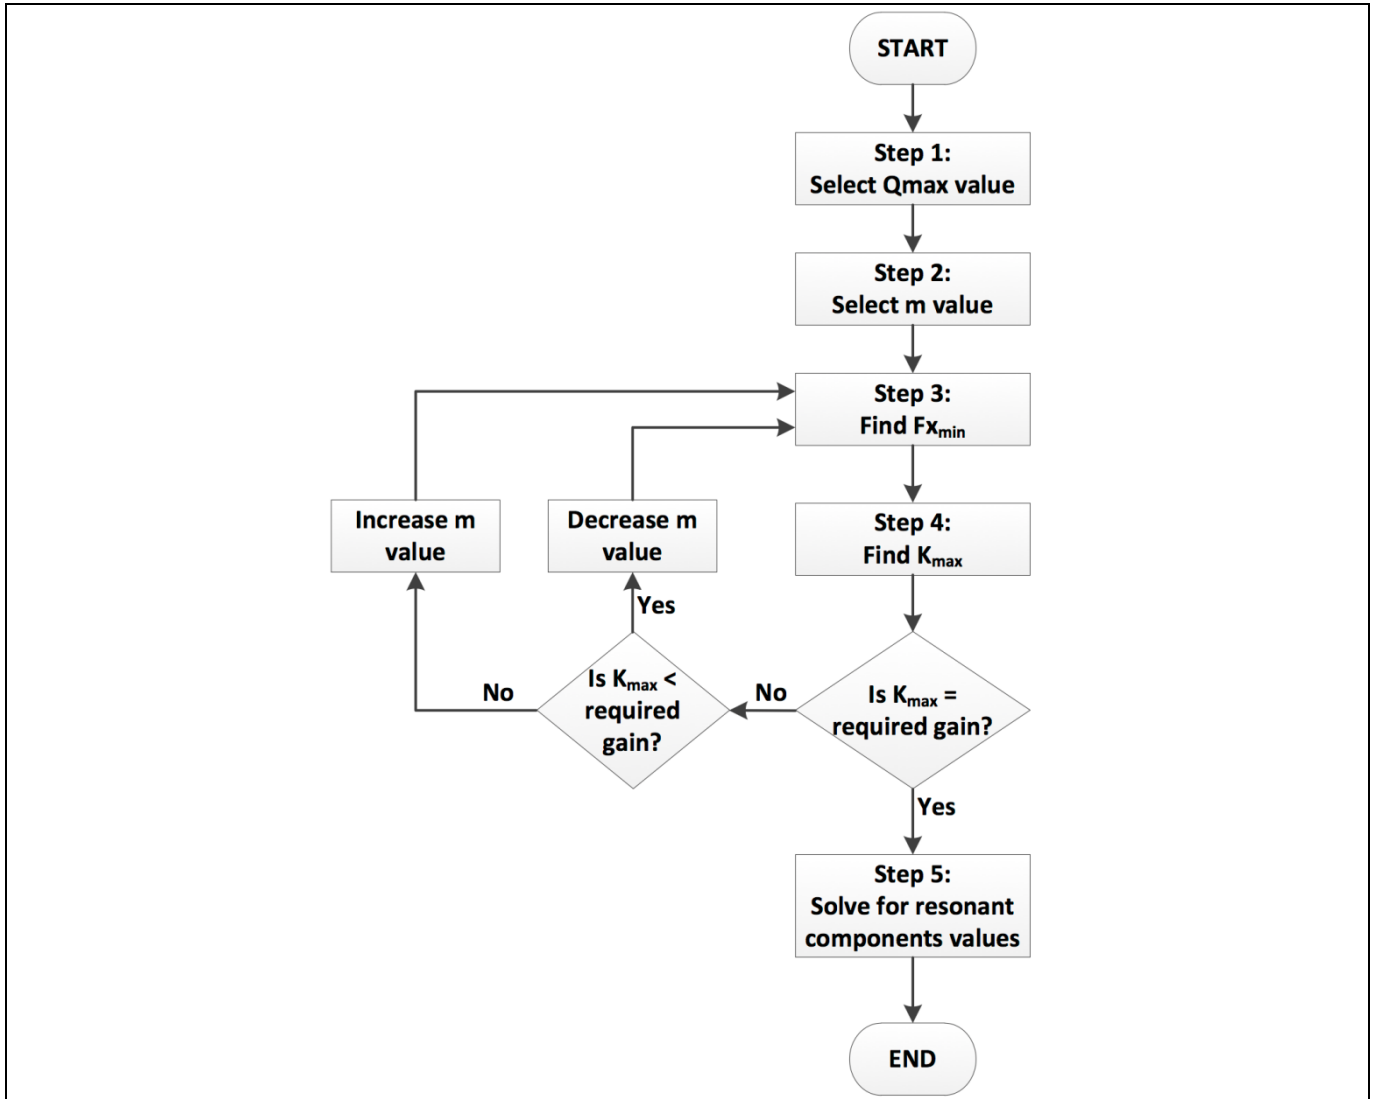 START
Step 1:
Select Qmax value
Step 2:
Select m value
Step 3:
Find Fxmin
Increase m
value
Decrease m
value
Step 4:
Find Kmax
Yes
Is Kmax <
required
gain?
No
No
Is Kmax =
required gain?
Yes
Step 5:
Solve for resonant
components values
END